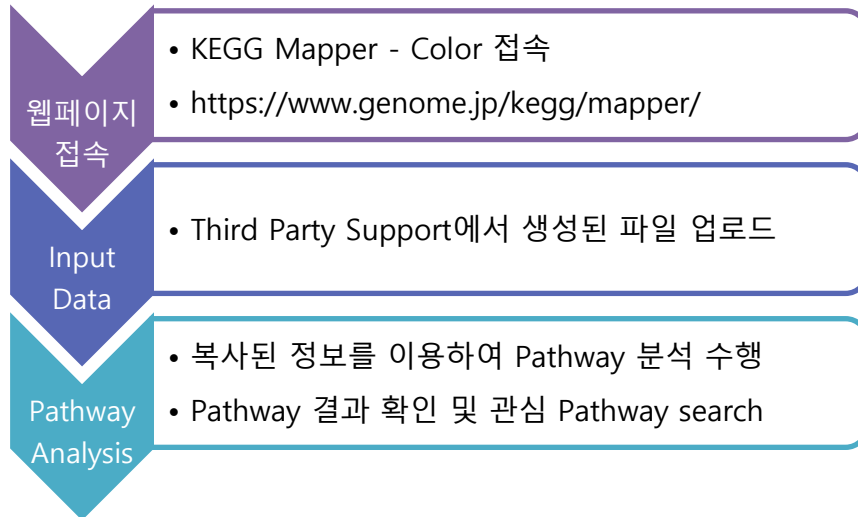 웹페이지
접속
• KEGG Mapper - Color 접속
• https://www.genome.jp/kegg/mapper/
Input
Data
• Third Party Support에서 생성된 파일 업로드
Pathway
Analysis
• 복사된 정보를 이용하여 Pathway 분석 수행
• Pathway 결과 확인 및 관심 Pathway search